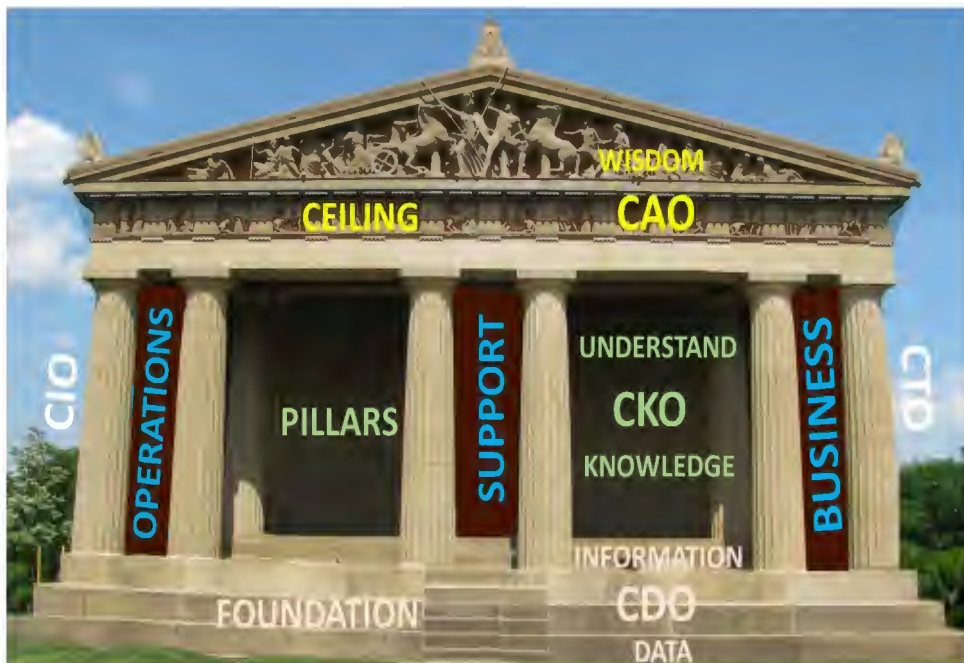 WISDOM
CEILING CAO
CIO OPERATIONS PILLARS SUPPORT UNDERSTAND
CKO
KNOWLEDGE BUSINESS CTO
INFORMATION
FOUNDATION CDO
DATA